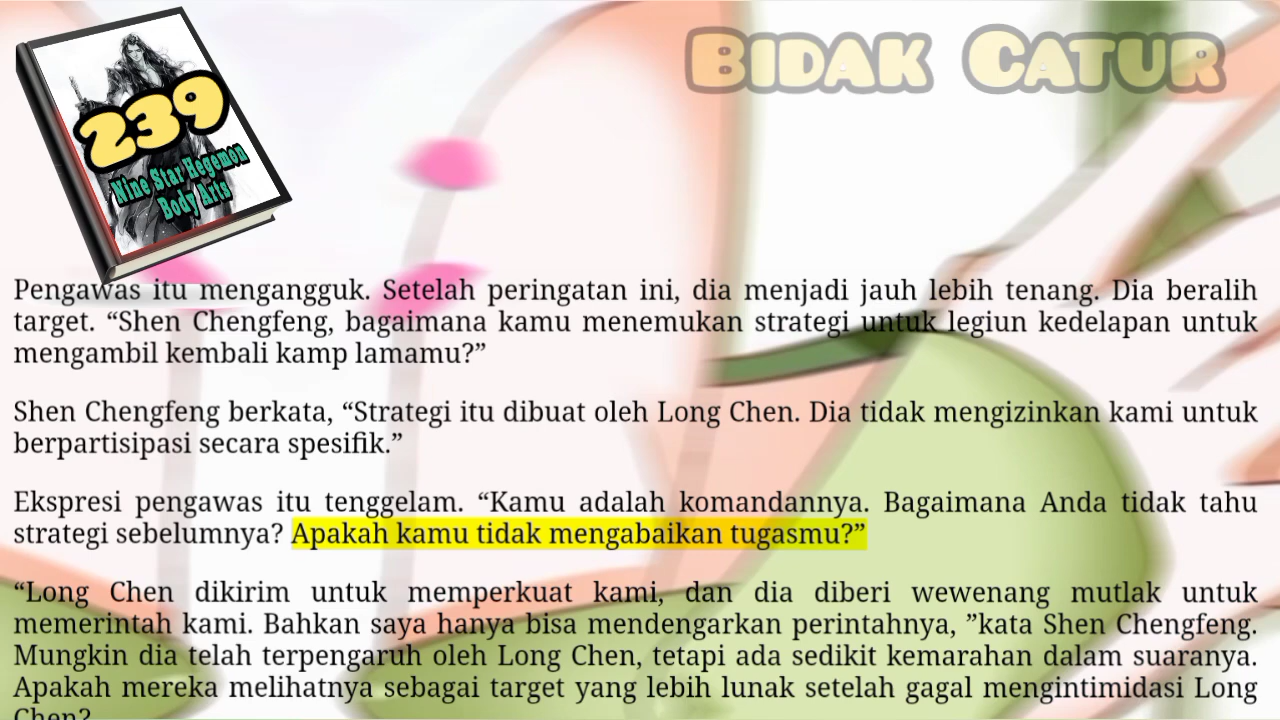 BIDAK CATUR
239
Nine Star Hegemon
Body Arts
Pengawas itu mengangguk. Setelah peringatan ini, dia menjadi jauh lebih tenang. Dia beralih
target. “Shen Chengfeng, bagaimana kamu menemukan strategi untuk legiun kedelapan untuk
mengambil kembali kamp lamamu?”
Shen Chengfeng berkata, “Strategi itu dibuat oleh Long Chen. Dia tidak mengizinkan kami untuk
berpartisipasi secara spesifik.”
Ekspresi pengawas itu tenggelam. “Kamu adalah komandannya. Bagaimana Anda tidak tahu
strategi sebelumnya? Apakah kamu tidak mengabaikan tugasmu?”
“Long Chen dikirim untuk memperkuat kami, dan dia diberi wewenang mutlak untuk
memerintah kami. Bahkan saya hanya bisa mendengarkan perintahnya, ”kata Shen Chengfeng.
Mungkin dia telah terpengaruh oleh Long Chen, tetapi ada sedikit kemarahan dalam suaranya.
Apakah mereka melihatnya sebagai target yang lebih lunak setelah gagal mengintimidasi Long
Chen?